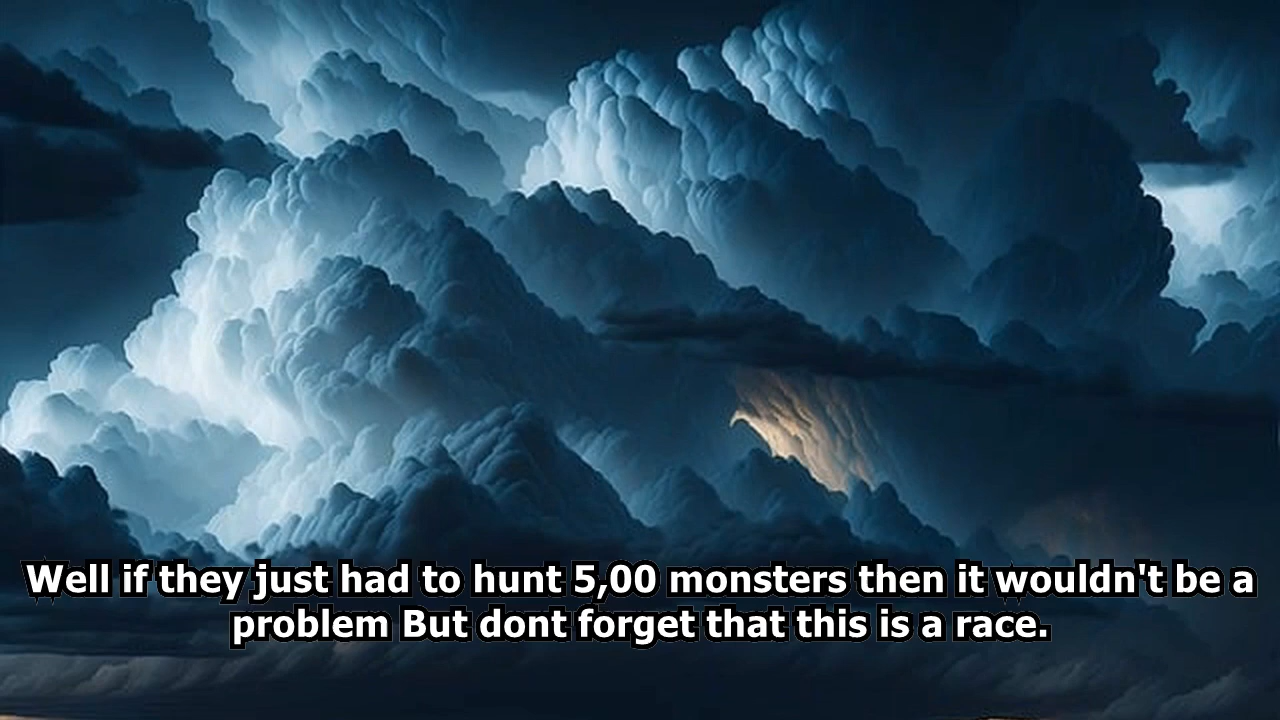 Well if they just had to hunt 5,00 monsters then it wouldn't be a
problem But dont forget that this is a race.